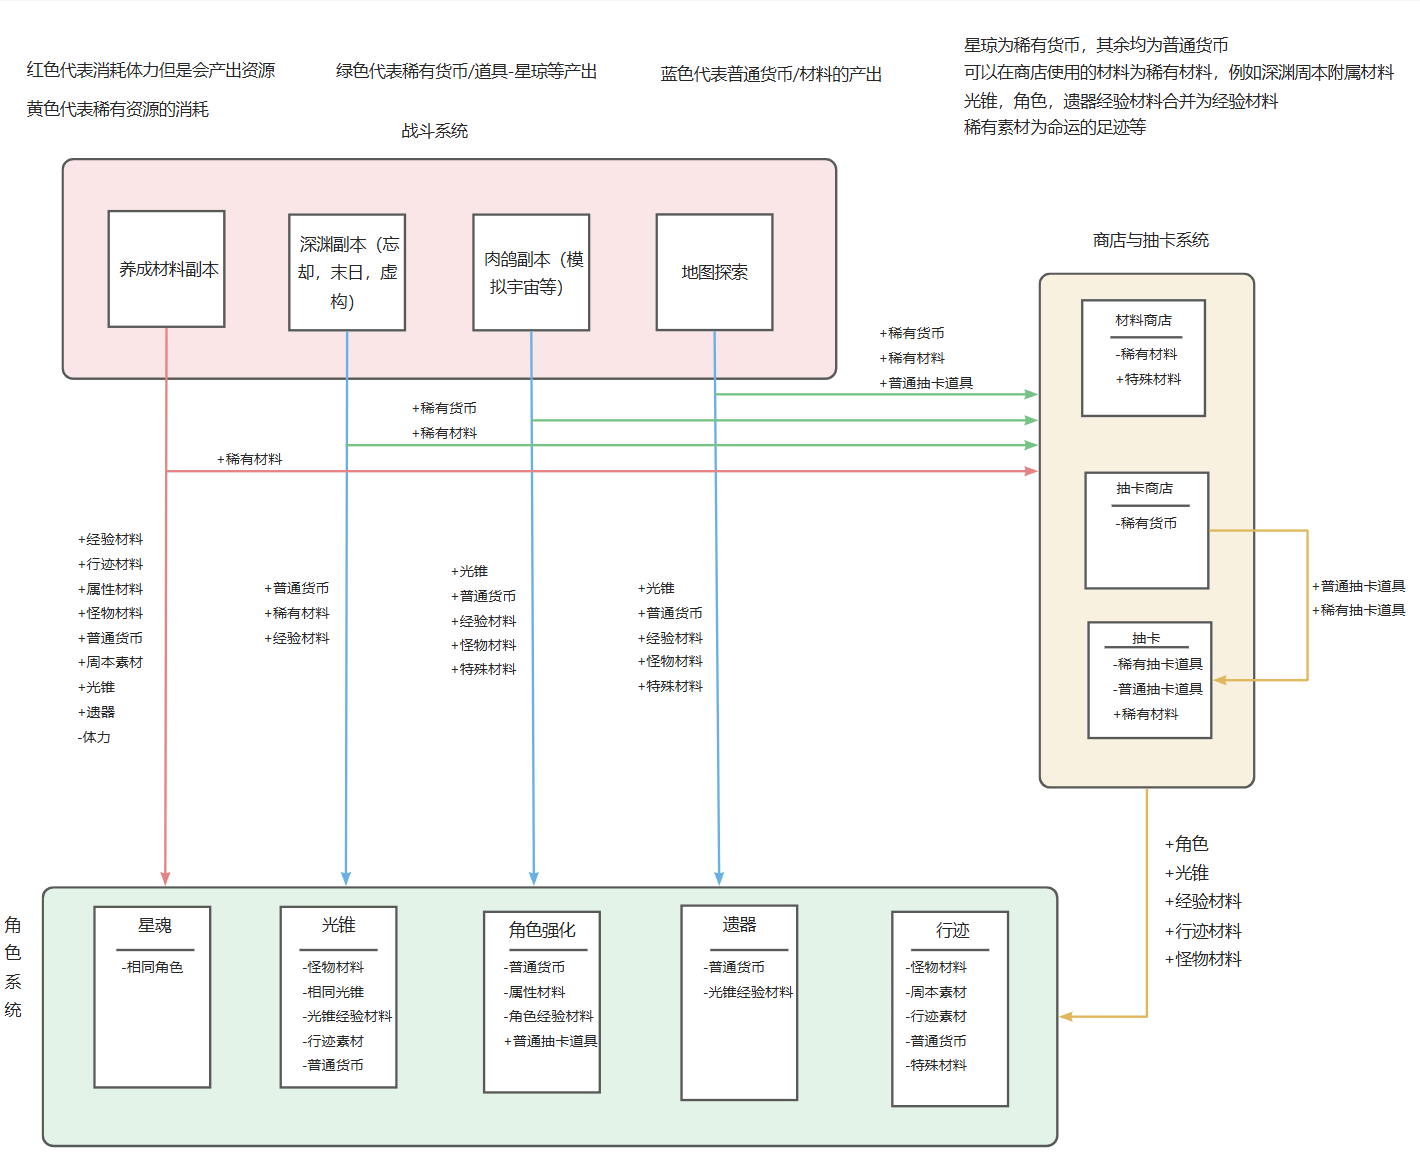 红色代表消耗体力但是会产出资源
黄色代表稀有资源的消耗
绿色代表稀有货币/道具-星琼等产出
蓝色代表普通货币/材料的产出
星琼为稀有货币，其余均为普通货币
可以在商店使用的材料为稀有材料，例如深渊周本附属材料
光锥，角色，遗器经验材料合并为经验材料
稀有素材为命运的足迹等
战斗系统
养成材料副本
深渊副本（忘
却，末日，虚
构）
肉鸽副本（模
拟宇宙等）
地图探索
商店与抽卡系统
材料商店
-稀有材料
+特殊材料
抽卡商店
-稀有货币
抽卡
-稀有抽卡道具
-普通抽卡道具
+稀有材料
+普通抽卡道具
+稀有抽卡道具
+稀有货币
+稀有材料
+普通抽卡道具
+稀有货币
+稀有材料
+稀有材料
+经验材料
+行迹材料
+属性材料
+怪物材料
+普通货币
+周本素材
+光锥
+遗器
-体力
+普通货币
+稀有材料
+经验材料
+光锥
+普通货币
+经验材料
+怪物材料
+特殊材料
+光锥
+普通货币
+经验材料
+怪物材料
+特殊材料
+角色
+光锥
+经验材料
+行迹材料
+怪物材料
角
色
系
统
星魂
-相同角色
光锥
-怪物材料
-相同光锥
-光锥经验材料
-行迹素材
-普通货币
角色强化
-普通货币
-属性材料
-角色经验材料
+普通抽卡道具
遗器
-普通货币
-光锥经验材料
行迹
-怪物材料
-周本素材
-行迹素材
-普通货币
-特殊材料